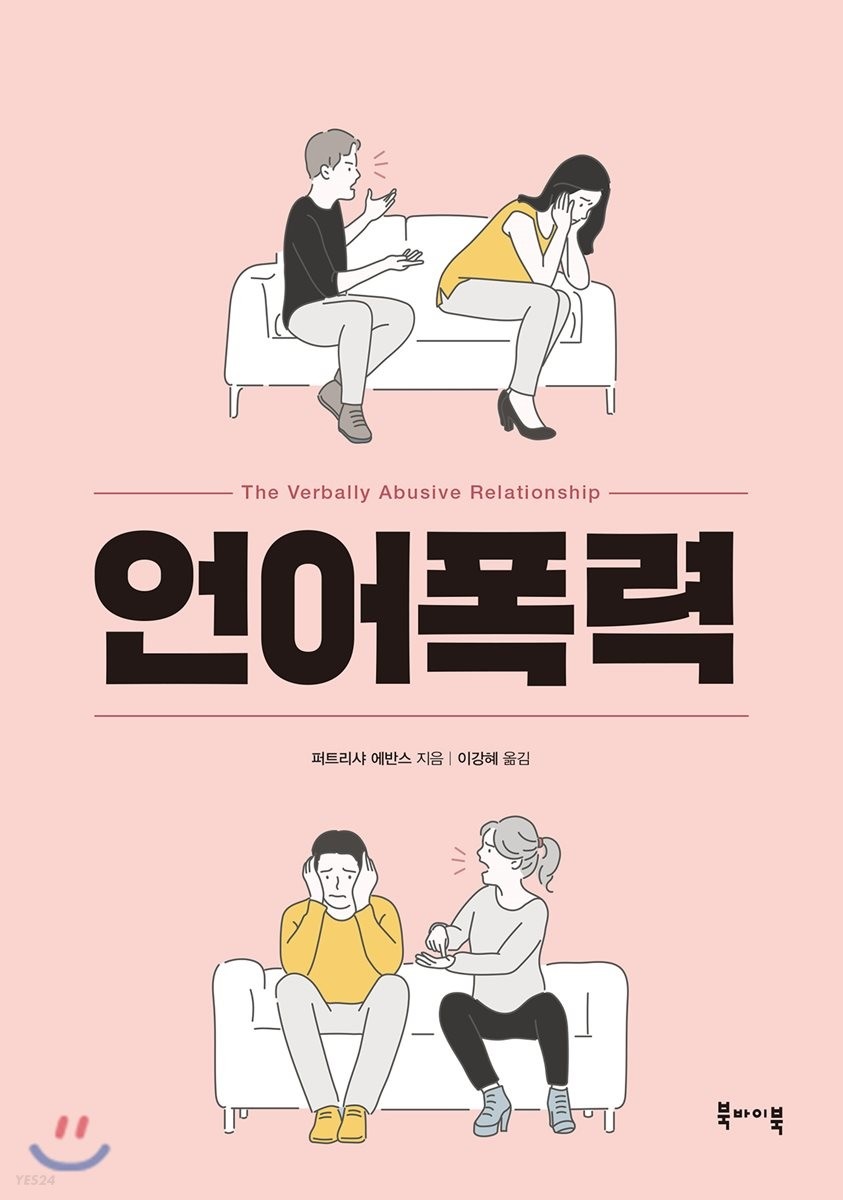 The Verbally Abusive Relationship
언어폭력
퍼트리샤 에반스 지음 | 이강혜 옮김
북바이북
YES24